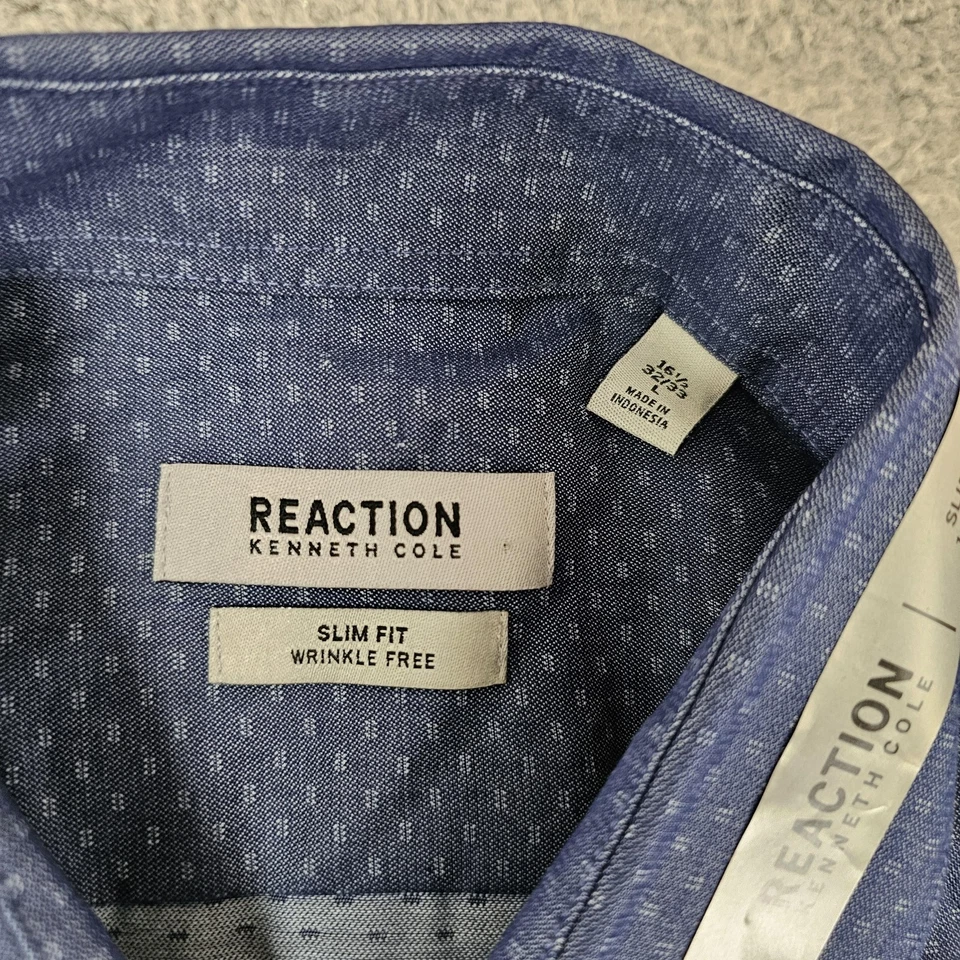 16½
32/33
L
MADE IN
INDONESIA
REACTION
KENNETH COLE
SLIM FIT
WRINKLE FREE
REACTION
KENNETH COLE